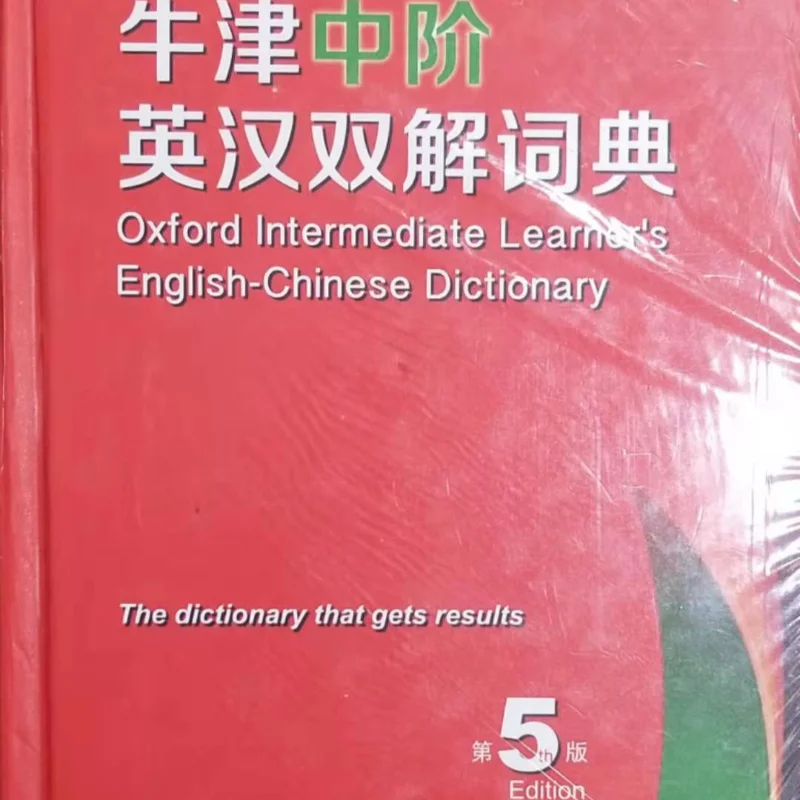 牛津中阶
英汉双解词典
Oxford Intermediate Learner's
English-Chinese Dictionary
The dictionary that gets results
第5th版
Edition